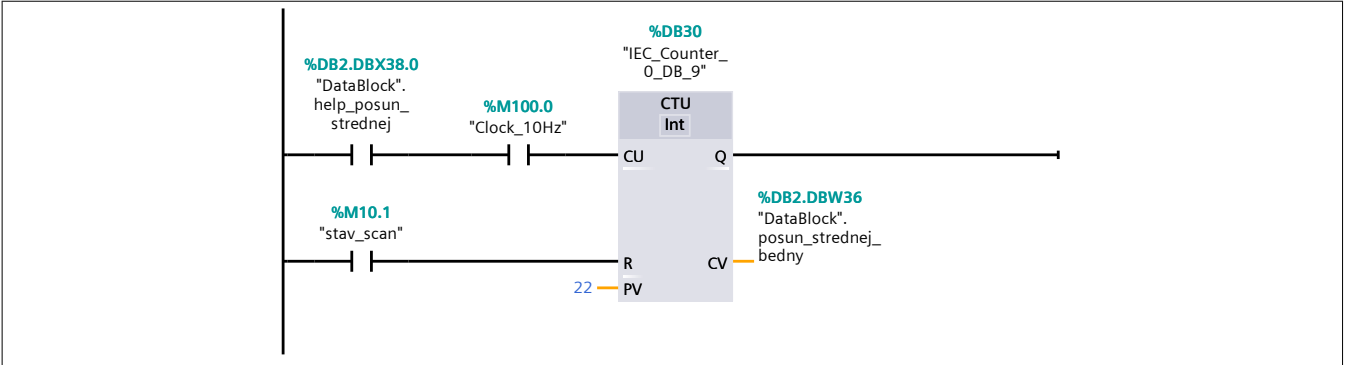 %DB30
"IEC_Counter_
0_DB_9"
%DB2.DBX38.0
"DataBlock".
help_posun_
strednej
%M100.0
"Clock_10Hz"
CTU
Int
CU
Q
%DB2.DBW36
"DataBlock".
posun_strednej_
bedny
%M10.1
"stav_scan"
R
CV
22
PV